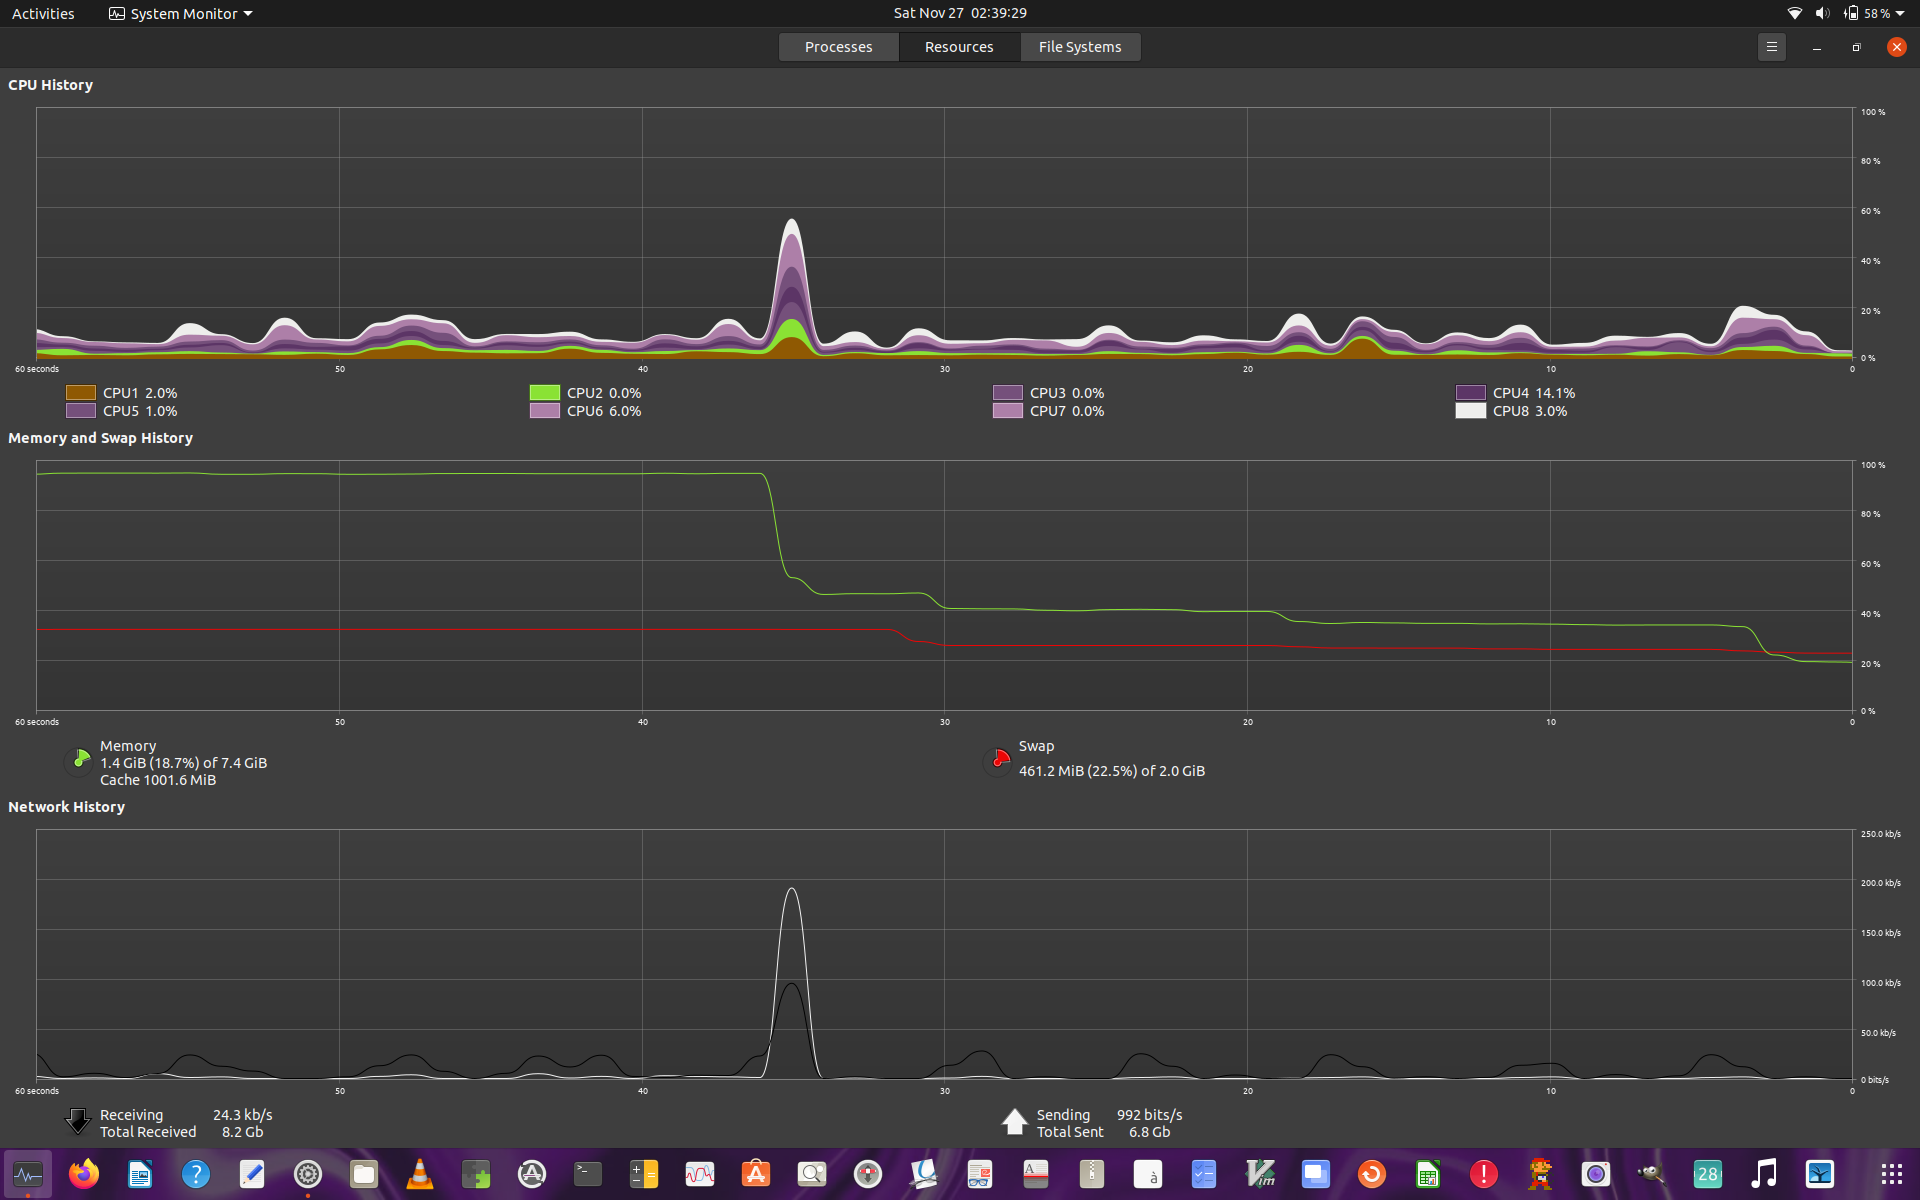 Activities System Monitor Sat Nov 27 02:39:29 58 %
Processes Resources File Systems
CPU History
100 %
80 %
60 %
40 %
20 %
0 %
60 seconds 50 40 30 20 10 0
CPU1 2.0% CPU2 0.0% CPU3 0.0% CPU4 14.1%
CPU5 1.0% CPU6 6.0% CPU7 0.0% CPU8 3.0%
Memory and Swap History
100 %
80 %
60 %
40 %
20 %
0 %
60 seconds 50 40 30 20 10 0
Memory Swap
1.4 GiB (18.7%) of 7.4 GiB 461.2 MiB (22.5%) of 2.0 GiB
Cache 1001.6 MiB
Network History
250.0 kb/s
200.0 kb/s
150.0 kb/s
100.0 kb/s
50.0 kb/s
0 bits/s
60 seconds 50 40 30 20 10 0
Receiving 24.3 kb/s Sending 992 bits/s
Total Received 8.2 Gb Total Sent 6.8 Gb
28